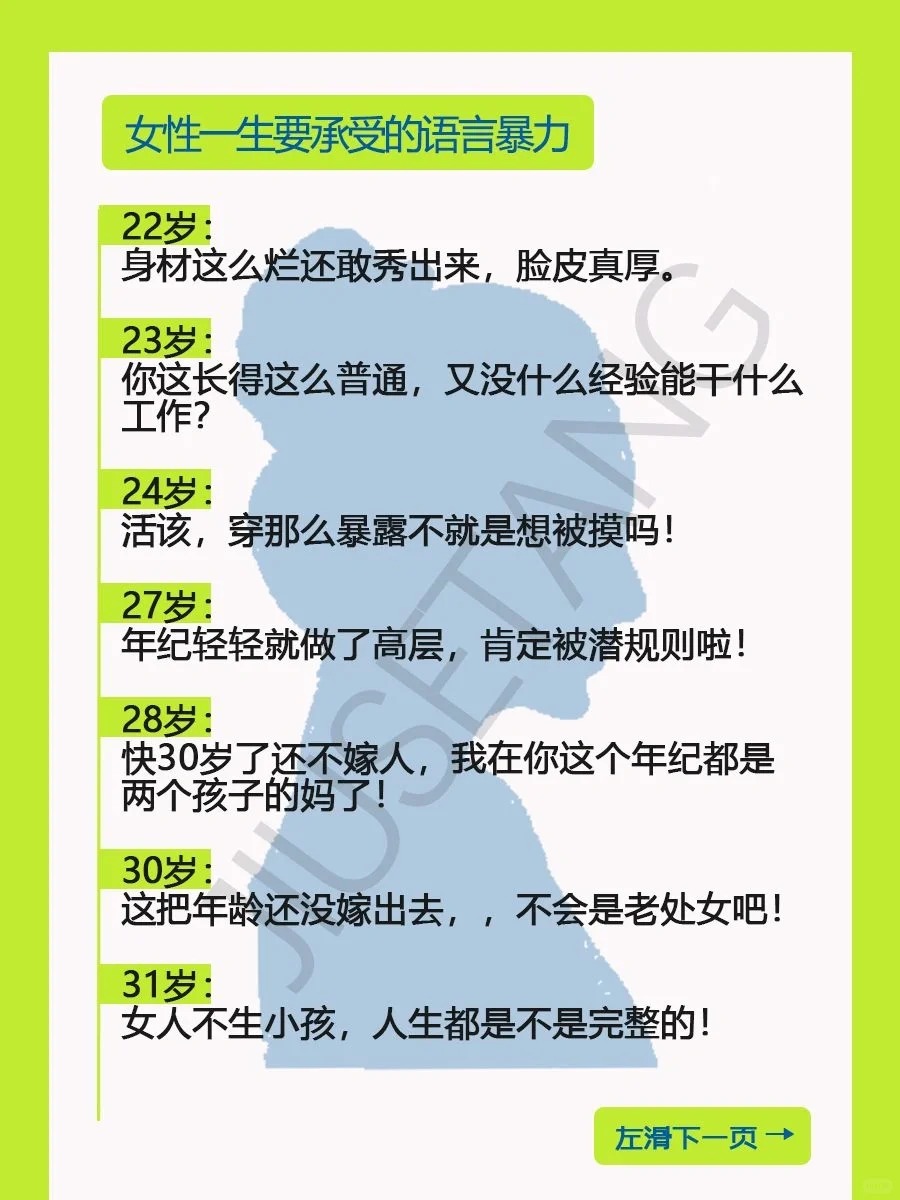 女性一生要承受的语言暴力
22岁：
身材这么烂还敢秀出来，脸皮真厚。
23岁：
你这长得这么普通，又没什么经验能干什么
工作？
24岁：
活该，穿那么暴露不就是想被摸吗！
27岁：
年纪轻轻就做了高层，肯定被潜规则啦！
28岁：
快30岁了还不嫁人，我在你这个年纪都是
两个孩子的妈了！
30岁：
这把年龄还没嫁出去，，不会是老处女吧！
31岁：
女人不生小孩，人生都是不是完整的！
JIUSETANG
左滑下一页→